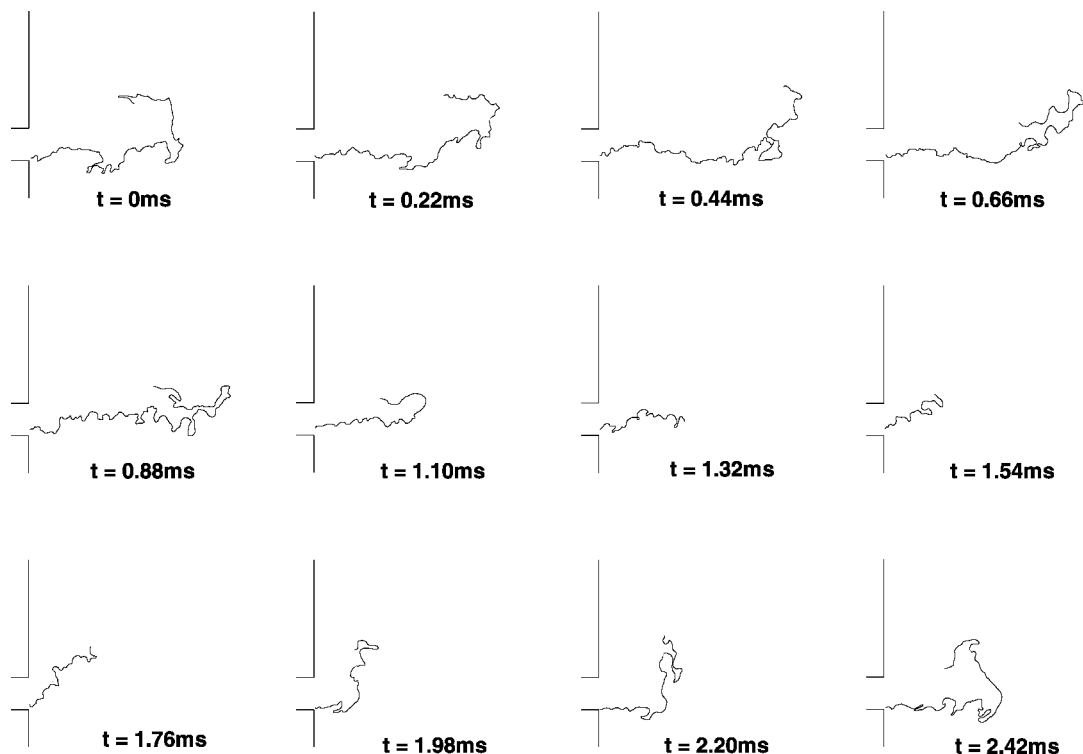 t = 0ms
t = 0.22ms
t = 0.44ms
t = 0.66ms
t = 0.88ms
t = 1.10ms
t = 1.32ms
t = 1.54ms
t = 1.76ms
t = 1.98ms
t = 2.20ms
t = 2.42ms